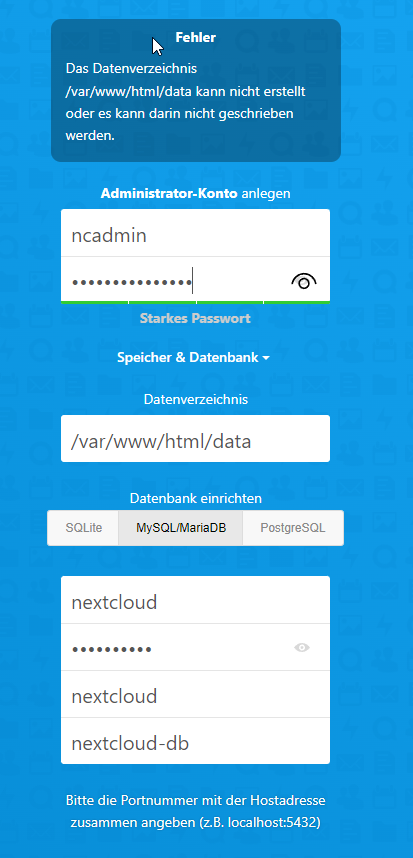 Fehler
Das Datenverzeichnis
/var/www/html/data kann nicht erstellt
oder es kann darin nicht geschrieben
werden.
Administrator-Konto anlegen
ncadmin
•••••••••••••••
Starkes Passwort
Speicher & Datenbank
Datenverzeichnis
/var/www/html/data
Datenbank einrichten
SQLite MySQL/MariaDB PostgreSQL
nextcloud
••••••••••
nextcloud
nextcloud-db
Bitte die Portnummer mit der Hostadresse
zusammen angeben (z.B. localhost:5432)